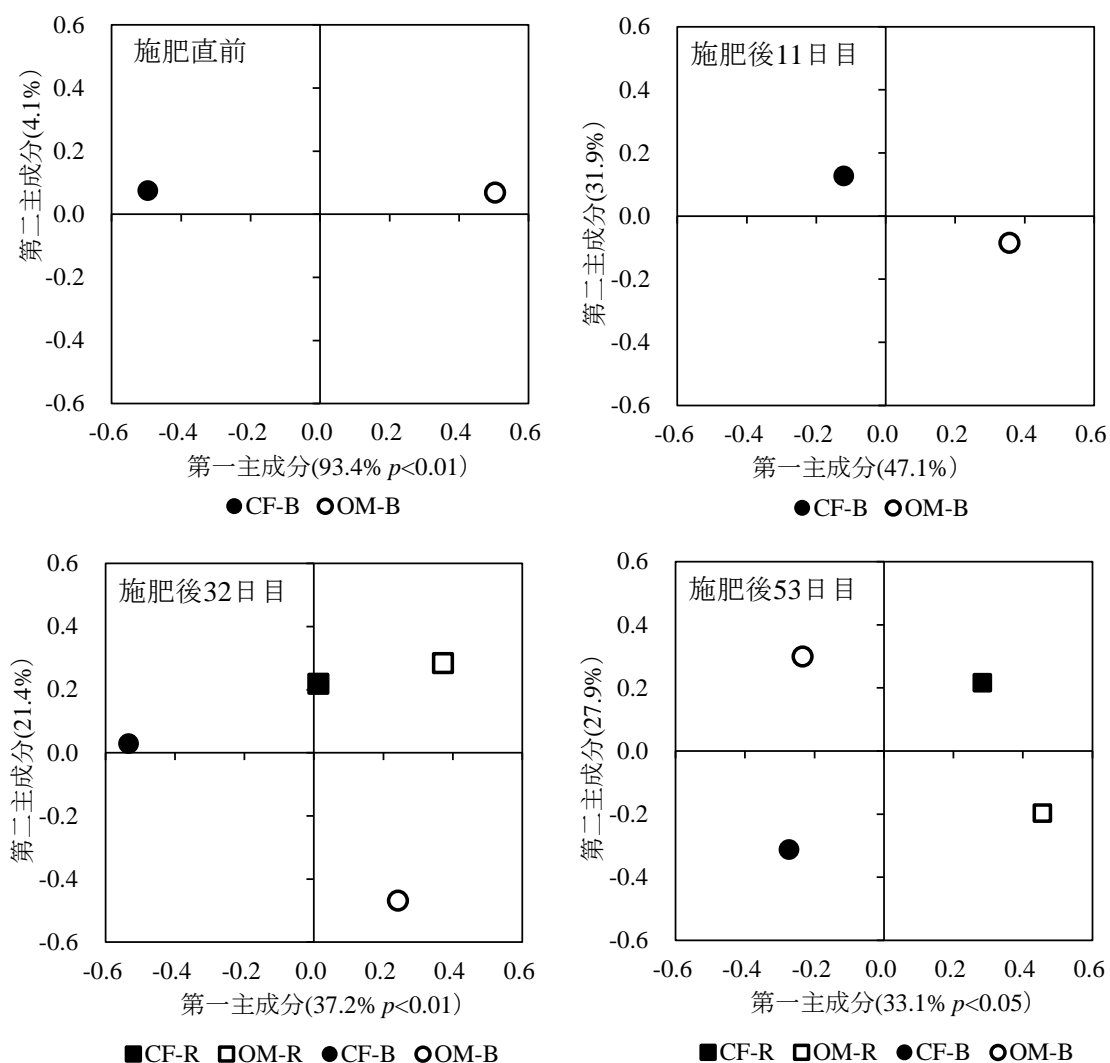 施肥直前
0.6
0.4
0.2
0.0
-0.2
-0.4
-0.6
第二主成分(4.1%)
-0.6 -0.4 -0.2 0.0 0.2 0.4 0.6
第一主成分(93.4% p<0.01)
●CF-B ○OM-B
施肥後11日目
0.6
0.4
0.2
0.0
-0.2
-0.4
-0.6
第二主成分(31.9%)
-0.6 -0.4 -0.2 0.0 0.2 0.4 0.6
第一主成分(47.1%)
●CF-B ○OM-B
施肥後32日目
0.6
0.4
0.2
0.0
-0.2
-0.4
-0.6
第二主成分(21.4%)
-0.6 -0.4 -0.2 0.0 0.2 0.4 0.6
第一主成分(37.2% p<0.01)
■CF-R □OM-R ●CF-B ○OM-B
施肥後53日目
0.6
0.4
0.2
0.0
-0.2
-0.4
-0.6
第二主成分(27.9%)
-0.6 -0.4 -0.2 0.0 0.2 0.4 0.6
第一主成分(33.1% p<0.05)
■CF-R □OM-R ●CF-B ○OM-B